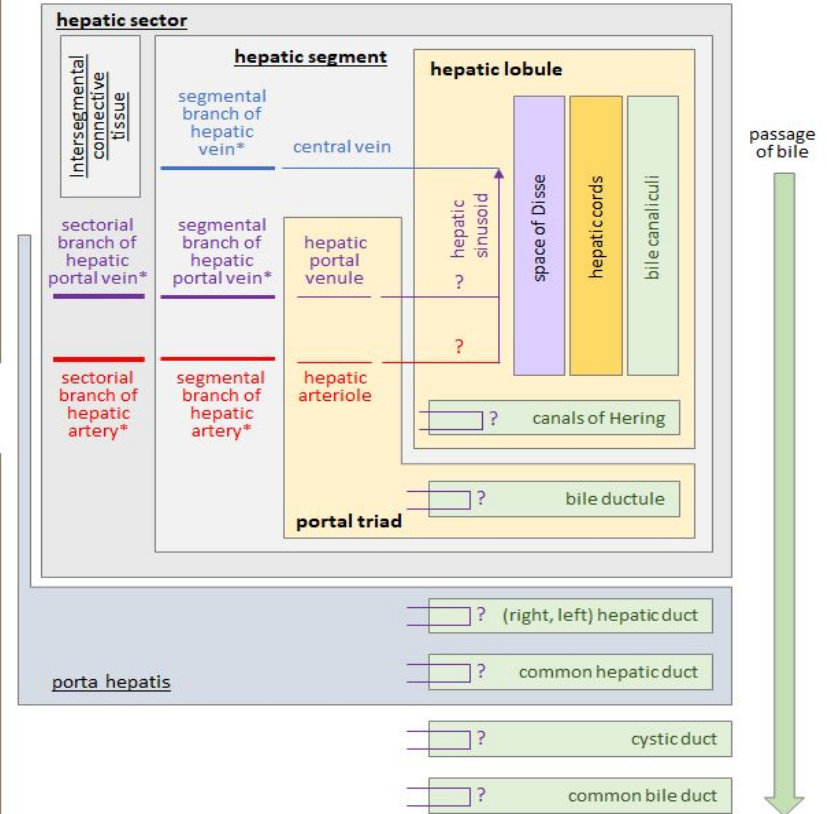 hepatic sector
Intersegmental
connective
tissue
hepatic segment
hepatic lobule
segmental
branch of
hepatic
vein*
central vein
hepatic
sinusoid
space of Disse
hepatic cords
bile canaliculi
passage
of bile
sectorial
branch of
hepatic
portal vein*
segmental
branch of
hepatic
portal vein*
hepatic
portal
venule
?
?
sectorial
branch of
hepatic
artery*
segmental
branch of
hepatic
artery*
hepatic
arteriole
? canals of Hering
? bile ductule
portal triad
? (right, left) hepatic duct
? common hepatic duct
porta hepatis
? cystic duct
? common bile duct